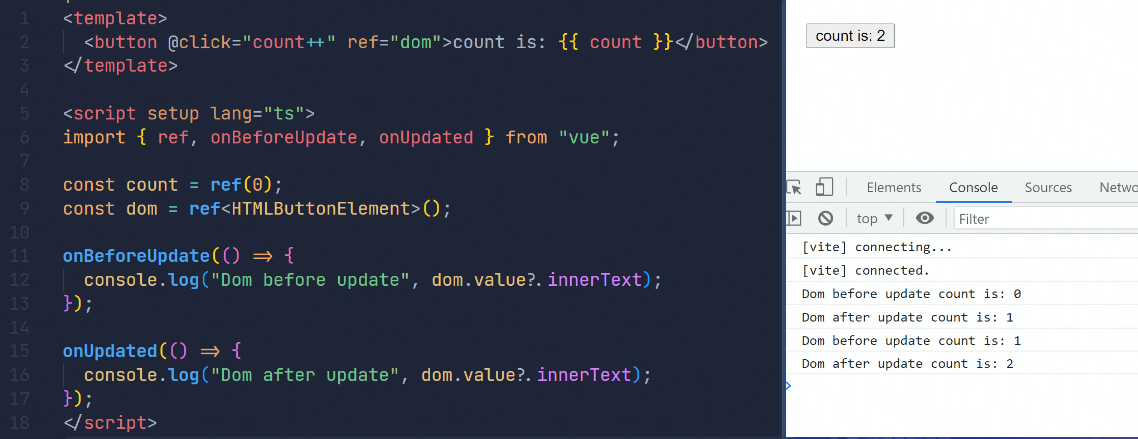 1 <template>
2   <button @click="count++" ref="dom">count is: {{ count }}</button>
3 </template>
4
5 <script setup lang="ts">
6 import { ref, onBeforeUpdate, onUpdated } from "vue";
7
8 const count = ref(0);
9 const dom = ref<HTMLButtonElement>();
10
11 onBeforeUpdate(() => {
12   console.log("Dom before update", dom.value?.innerText);
13 });
14
15 onUpdated(() => {
16   console.log("Dom after update", dom.value?.innerText);
17 });
18 </script>
count is: 2
Elements Console Sources Netwo
top ▼ Filter
[vite] connecting...
[vite] connected.
Dom before update count is: 0
Dom after update count is: 1
Dom before update count is: 1
Dom after update count is: 2